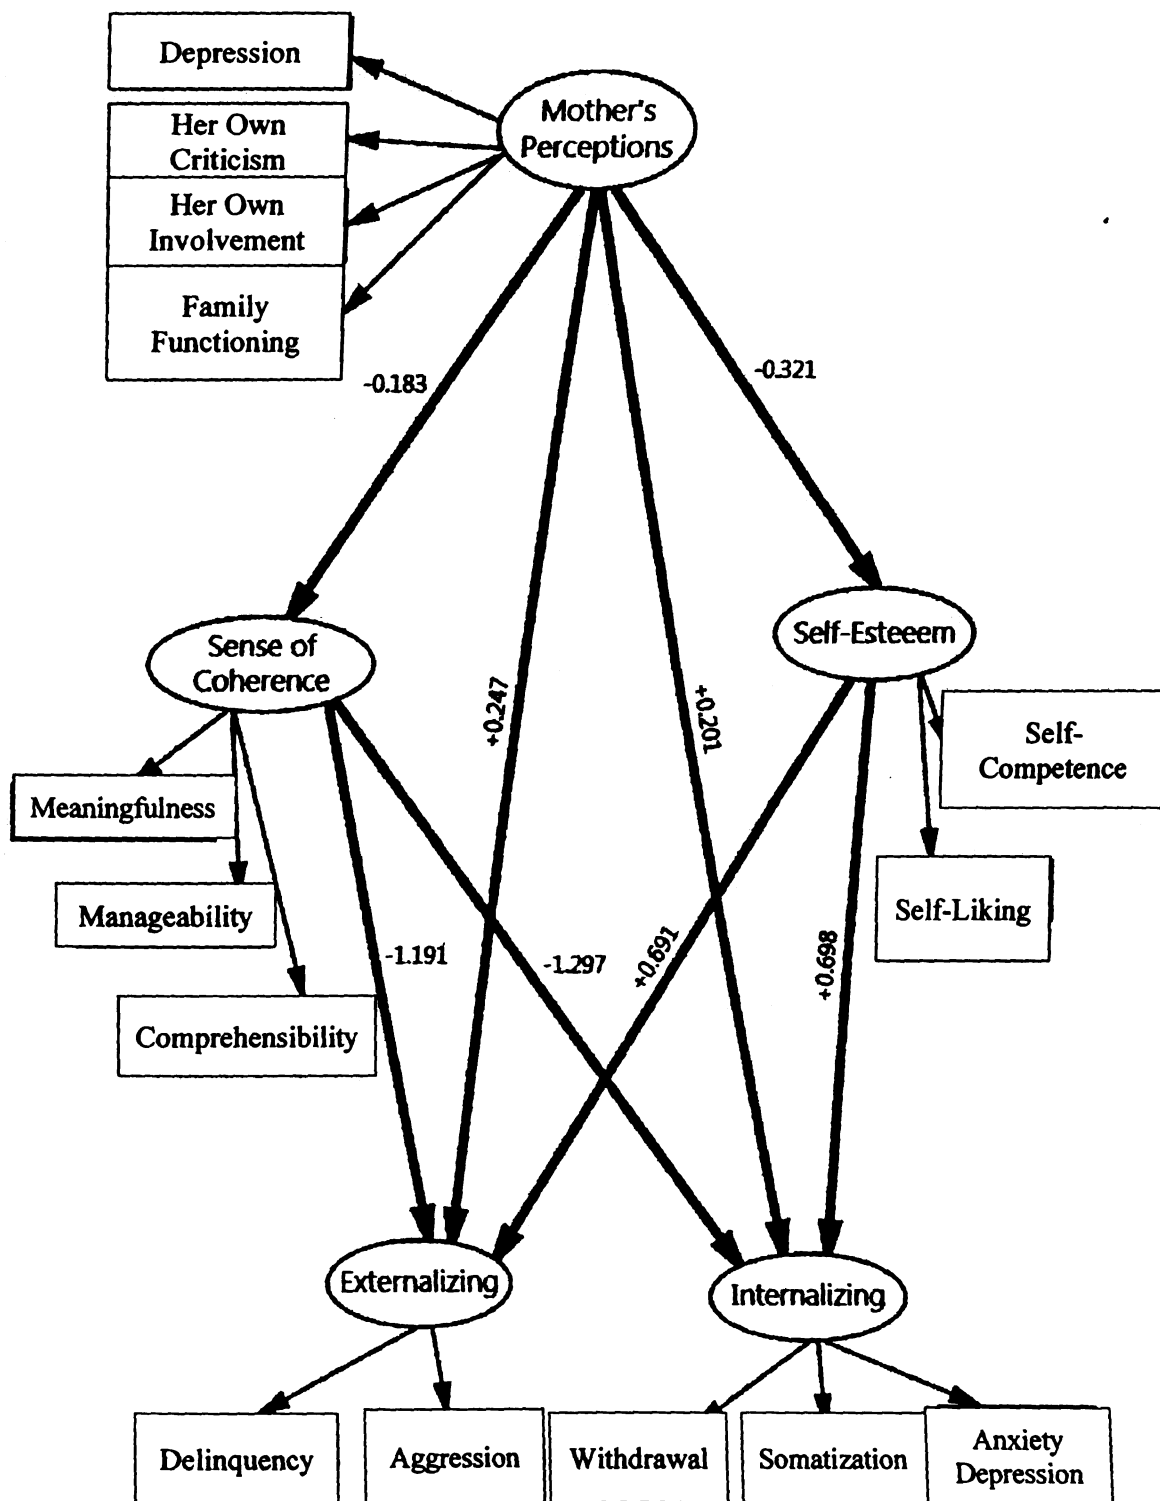 Depression
Mother's
Perceptions
Her Own
Criticism
Her Own
Involvement
Family
Functioning
-0.183
-0.321
Sense of
Coherence
Self-Esteeem
+0.247
+0.201
Self-
Competence
Meaningfulness
Manageability
Self-Liking
-1.191
-1.297
+0.691
+0.698
Comprehensibility
Externalizing
Internalizing
Delinquency
Aggression
Withdrawal
Somatization
Anxiety
Depression